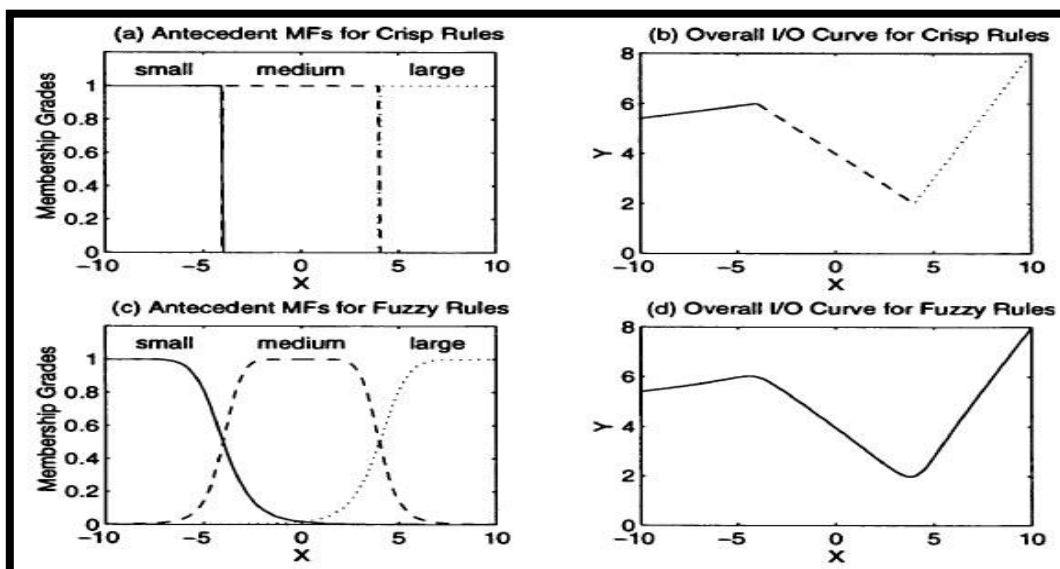 (a) Antecedent MFs for Crisp Rules
small medium large
Membership Grades
1
0.8
0.6
0.4
0.2
0
−10 −5 0 5 10
X
(b) Overall I/O Curve for Crisp Rules
Y
8
6
4
2
0
−10 −5 0 5 10
X
(c) Antecedent MFs for Fuzzy Rules
small medium large
Membership Grades
1
0.8
0.6
0.4
0.2
0
−10 −5 0 5 10
X
(d) Overall I/O Curve for Fuzzy Rules
Y
8
6
4
2
0
−10 −5 0 5 10
X